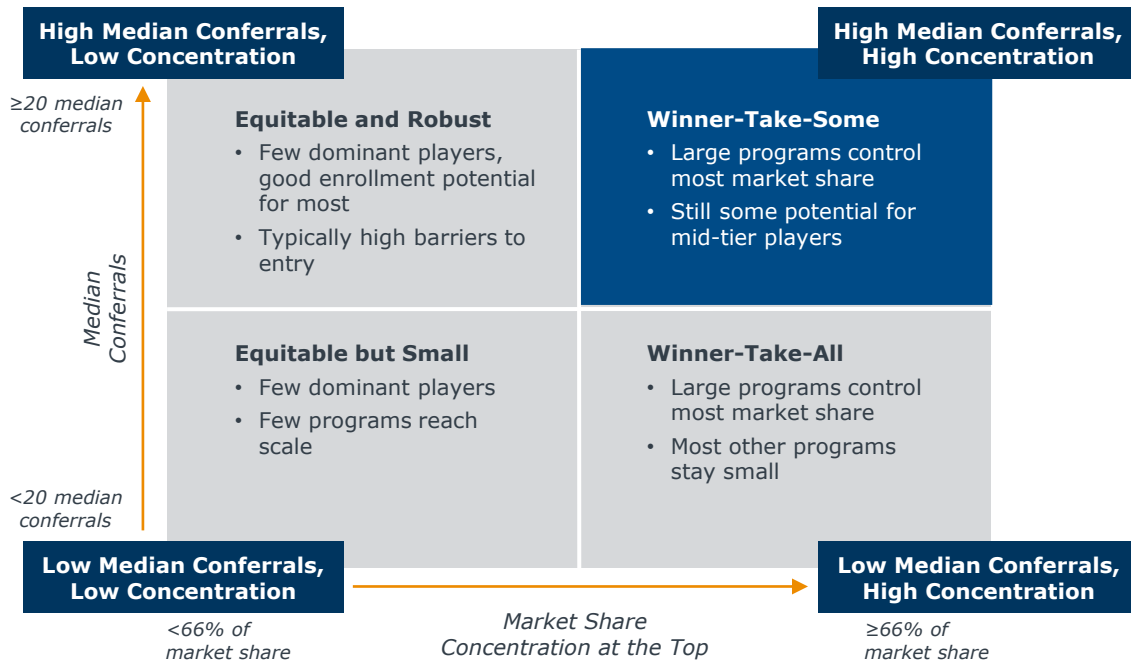 High Median Conferrals,
Low Concentration
High Median Conferrals,
High Concentration
≥20 median
conferrals
Equitable and Robust
• Few dominant players,
good enrollment potential
for most
• Typically high barriers to
entry
Winner-Take-Some
• Large programs control
most market share
• Still some potential for
mid-tier players
Median
Conferrals
Equitable but Small
• Few dominant players
• Few programs reach
scale
Winner-Take-All
• Large programs control
most market share
• Most other programs
stay small
<20 median
conferrals
Low Median Conferrals,
Low Concentration
Low Median Conferrals,
High Concentration
<66% of
market share
Market Share
Concentration at the Top
≥66% of
market share